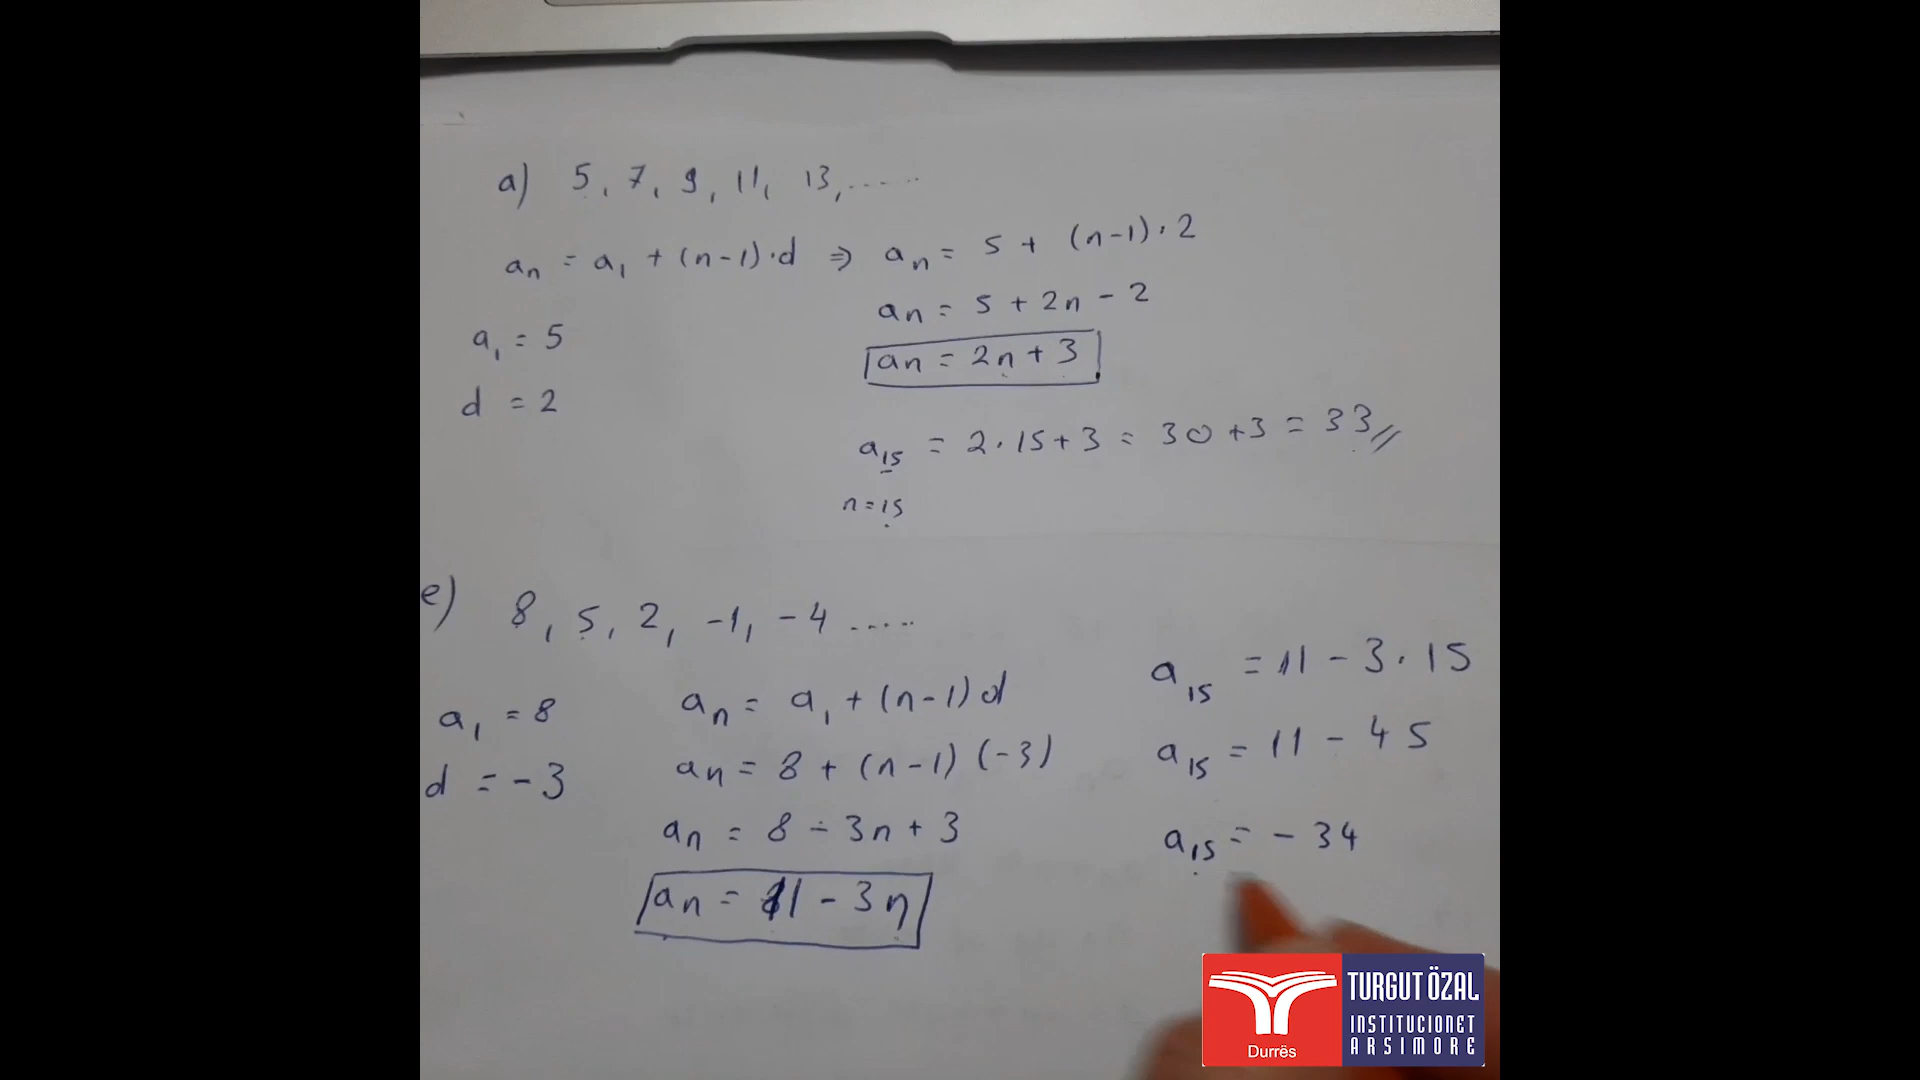 a) 5, 7, 9, 11, 13, ......
an = a1 + (n-1)·d ⇒ an = 5 + (n-1)·2
an = 5 + 2n - 2
a1 = 5
an = 2n + 3
d = 2
a15 = 2·15+3 = 30+3 = 33//
n=15
e) 8, 5, 2, -1, -4 .....
a1 = 8
d = -3
an = a1 + (n-1)d
an = 8 + (n-1)(-3)
an = 8 - 3n + 3
an = 11 - 3n
a15 = 11 - 3·15
a15 = 11 - 45
a15 = -34
TURGUT ÖZAL
INSTITUCIONET
ARSIMORE
Durrës